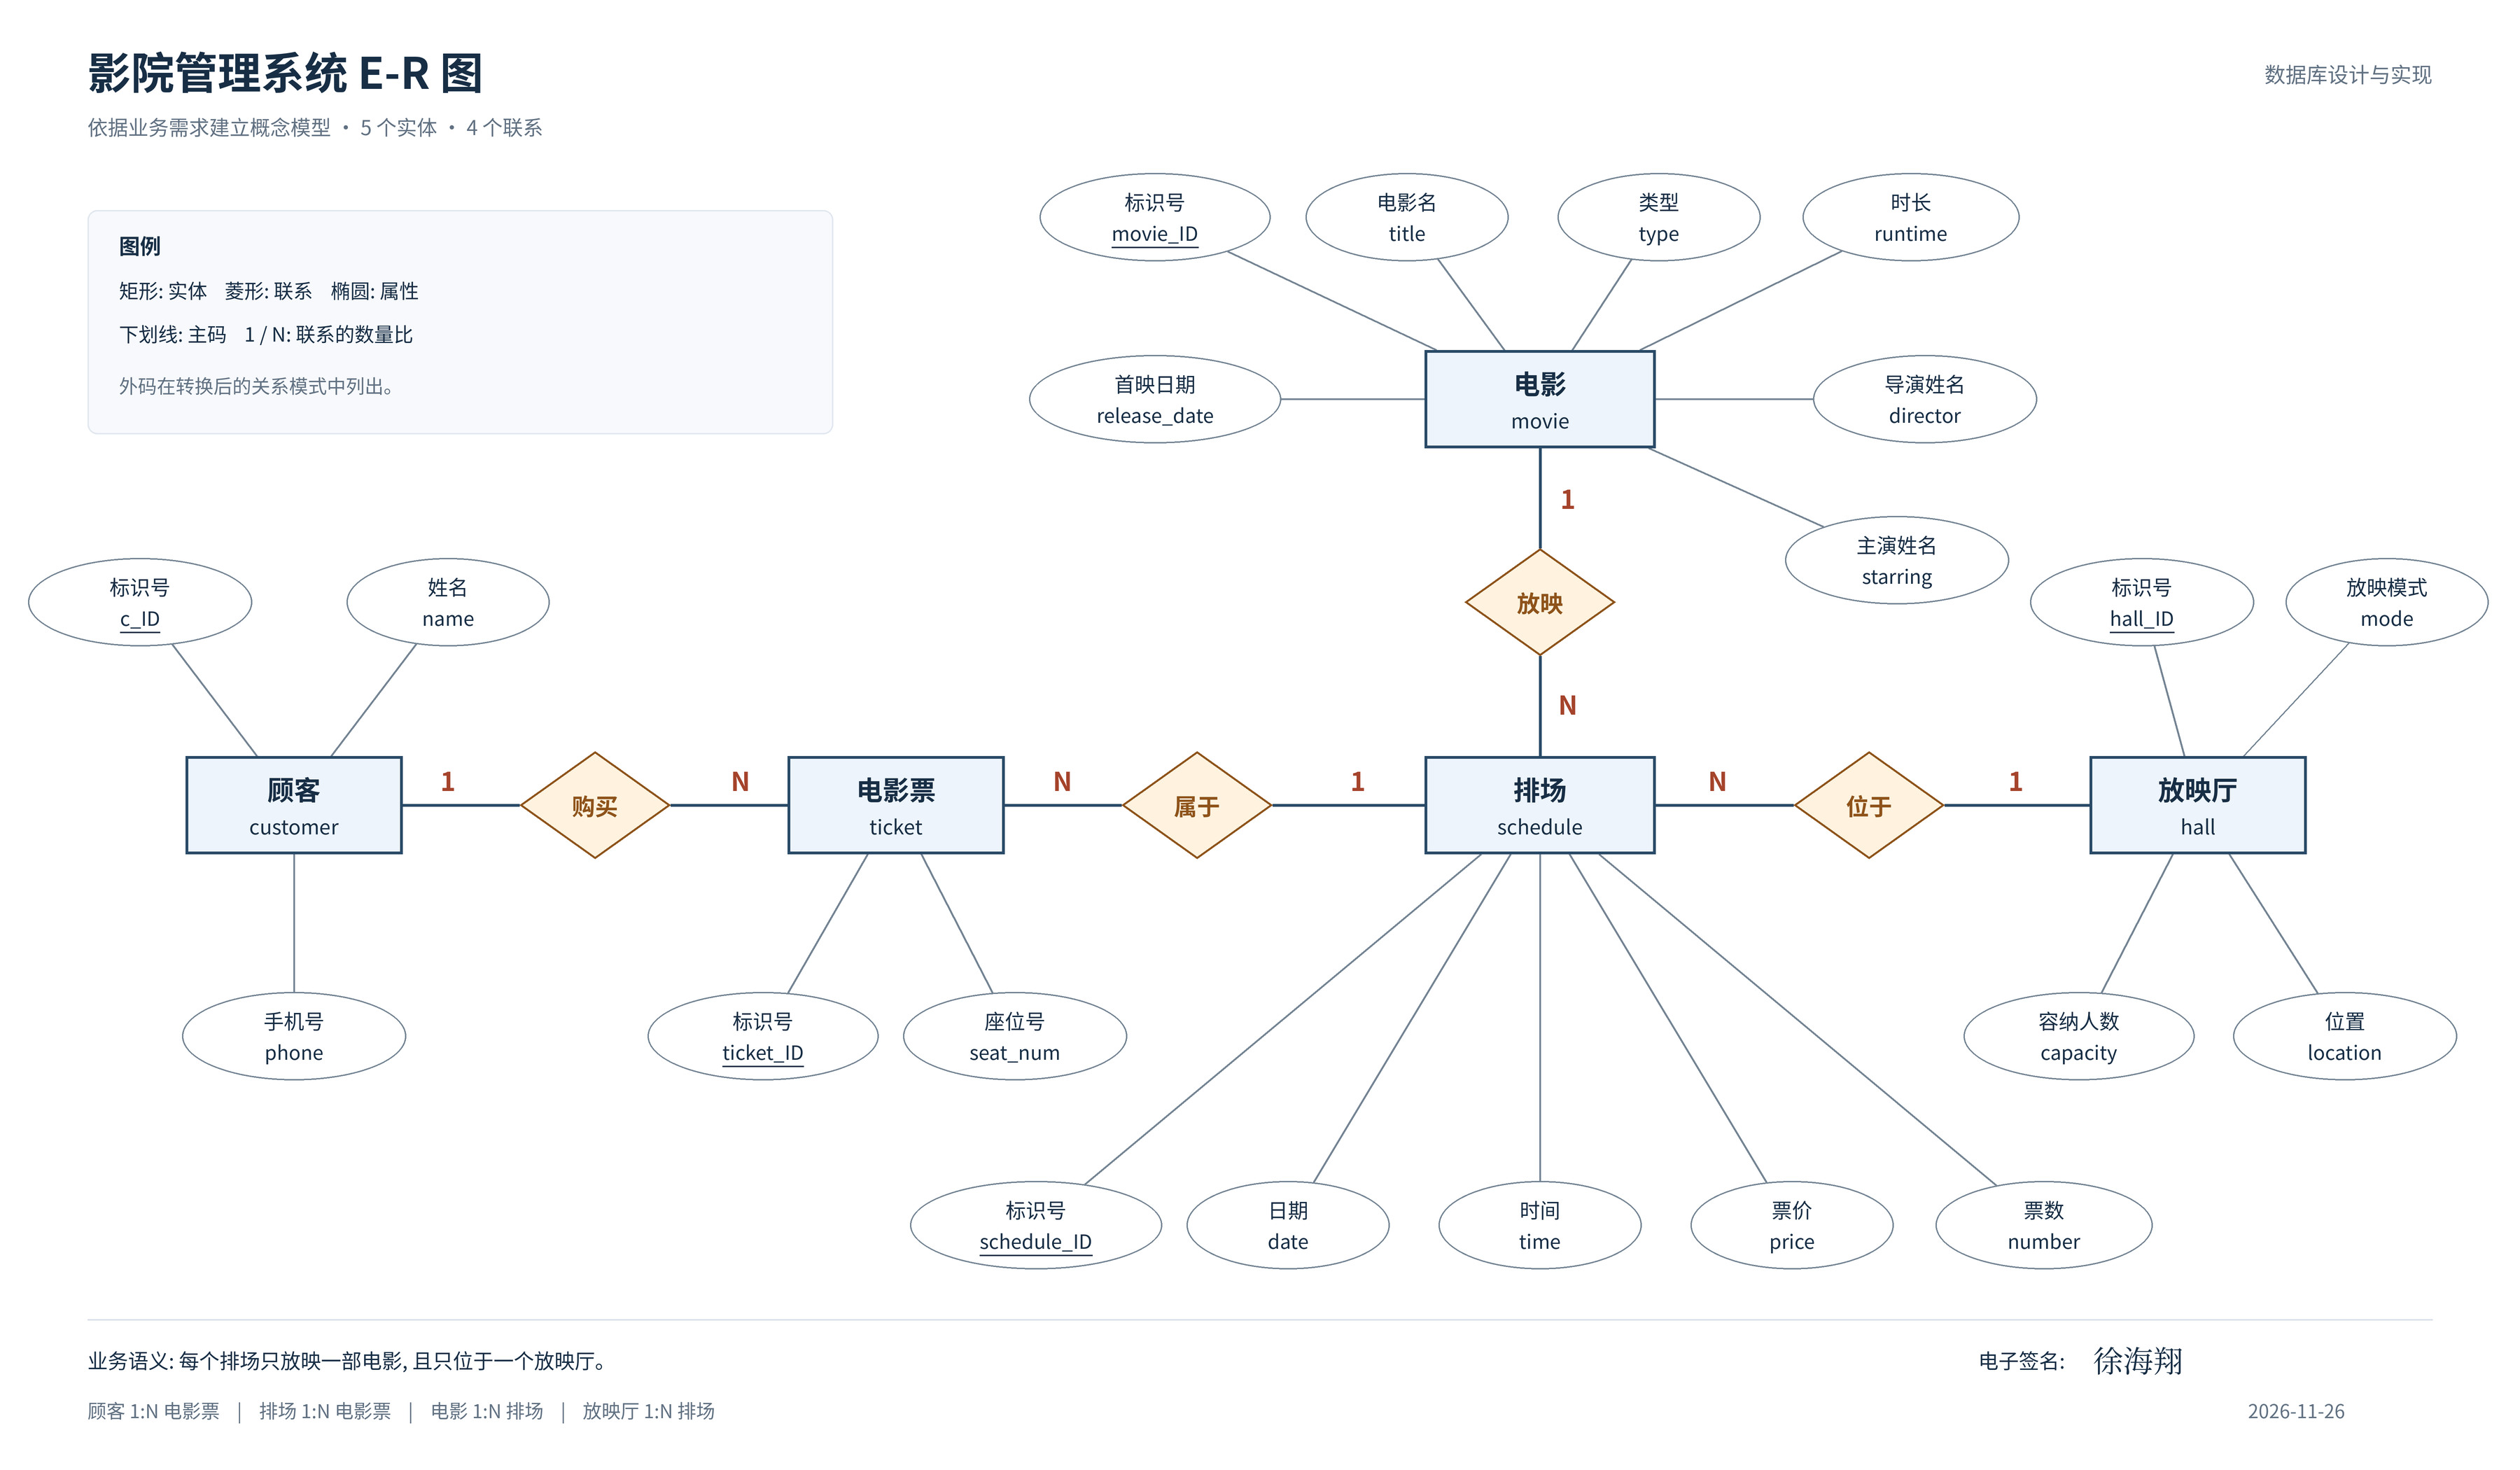 影院管理系统 E-R 图
数据库设计与实现
依据业务需求建立概念模型 • 5 个实体 • 4 个联系
图例
矩形: 实体 菱形: 联系 椭圆: 属性
下划线: 主码 1 / N: 联系的数量比
外码在转换后的关系模式中列出。
标识号
movie_ID
电影名
title
类型
type
时长
runtime
首映日期
release_date
电影
movie
导演姓名
director
1
主演姓名
starring
放映
N
标识号
c_ID
姓名
name
标识号
hall_ID
放映模式
mode
顾客
customer
1
购买
N
电影票
ticket
N
属于
1
排场
schedule
N
位于
1
放映厅
hall
手机号
phone
标识号
ticket_ID
座位号
seat_num
容纳人数
capacity
位置
location
标识号
schedule_ID
日期
date
时间
time
票价
price
票数
number
业务语义: 每个排场只放映一部电影, 且只位于一个放映厅。
电子签名: 徐海翔
顾客 1:N 电影票 | 排场 1:N 电影票 | 电影 1:N 排场 | 放映厅 1:N 排场
2026-11-26